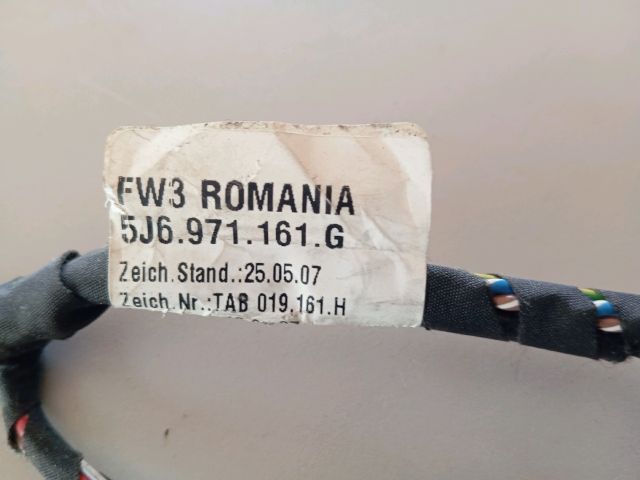 FW3 ROMANIA
5J6.971.161.G
Zeich.Stand.:25.05.07
Zeich.Nr.:TAB 019.161.H